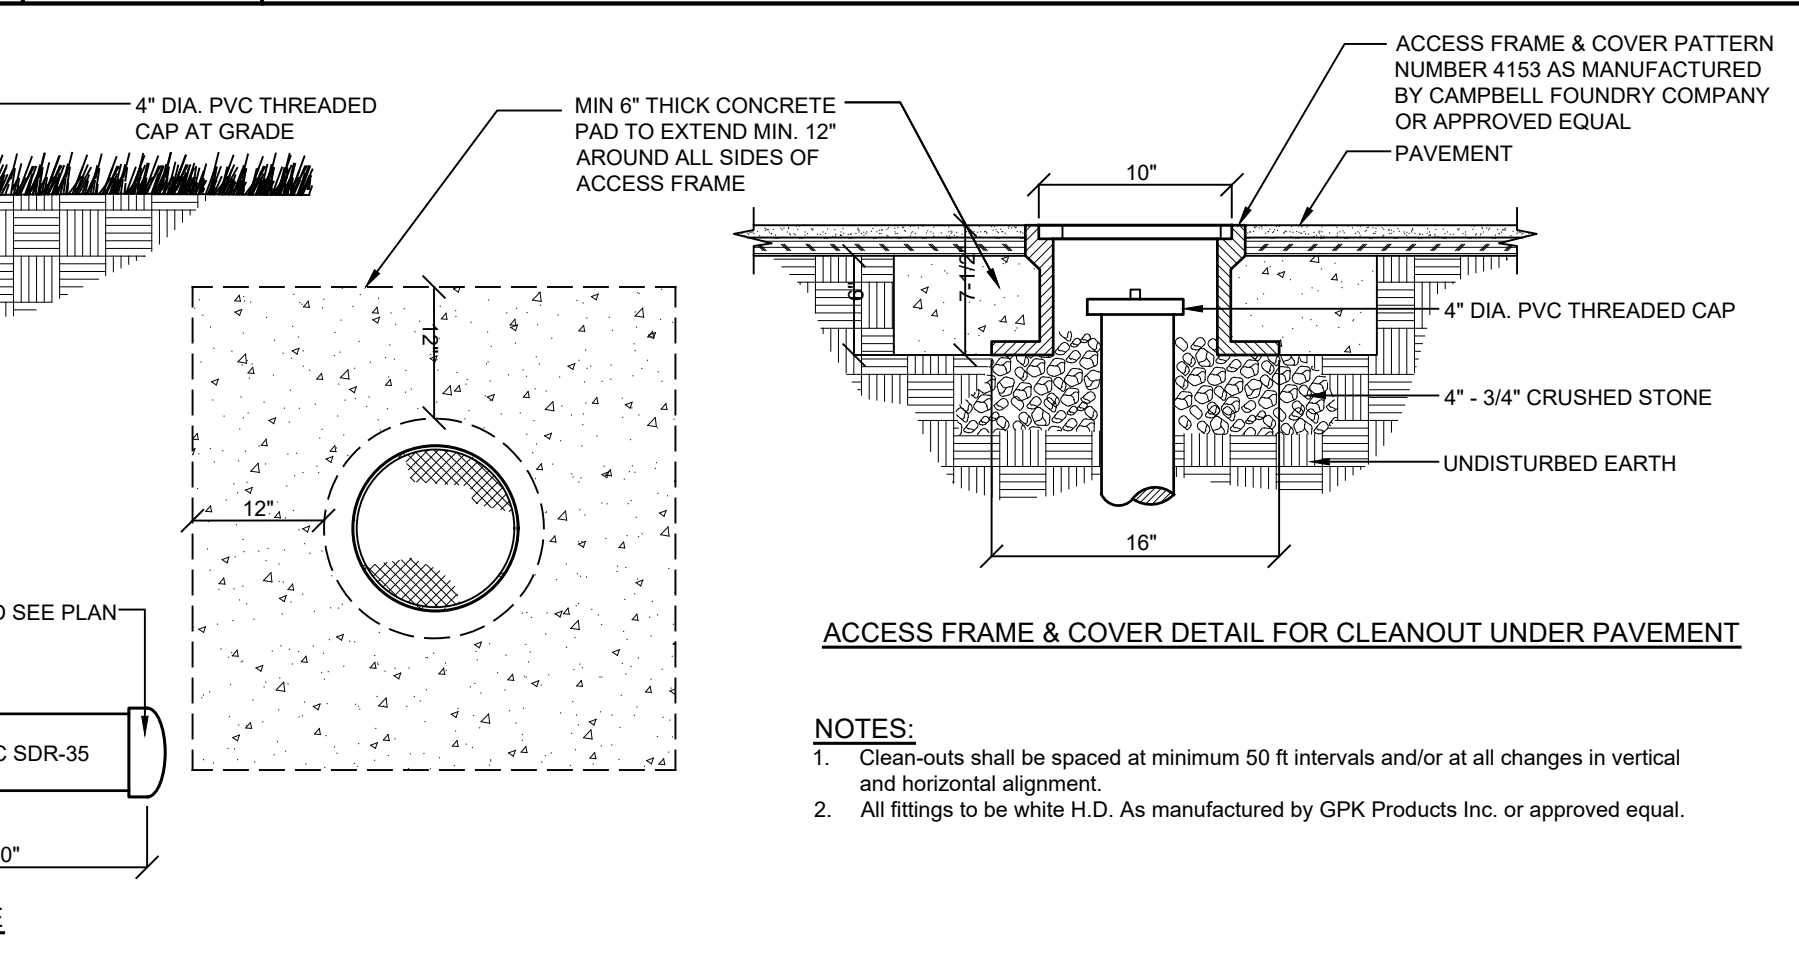 4" DIA. PVC THREADED
CAP AT GRADE
MIN 6" THICK CONCRETE
PAD TO EXTEND MIN. 12"
AROUND ALL SIDES OF
ACCESS FRAME
ACCESS FRAME & COVER PATTERN
NUMBER 4153 AS MANUFACTURED
BY CAMPBELL FOUNDRY COMPANY
OR APPROVED EQUAL
PAVEMENT
10"
7-1/2"
6"
4" DIA. PVC THREADED CAP
4" - 3/4" CRUSHED STONE
UNDISTURBED EARTH
16"
12"
12"
SEE PLAN
C SDR-35
0"
E
ACCESS FRAME & COVER DETAIL FOR CLEANOUT UNDER PAVEMENT
NOTES:
1. Clean-outs shall be spaced at minimum 50 ft intervals and/or at all changes in vertical
and horizontal alignment.
2. All fittings to be white H.D. As manufactured by GPK Products Inc. or approved equal.